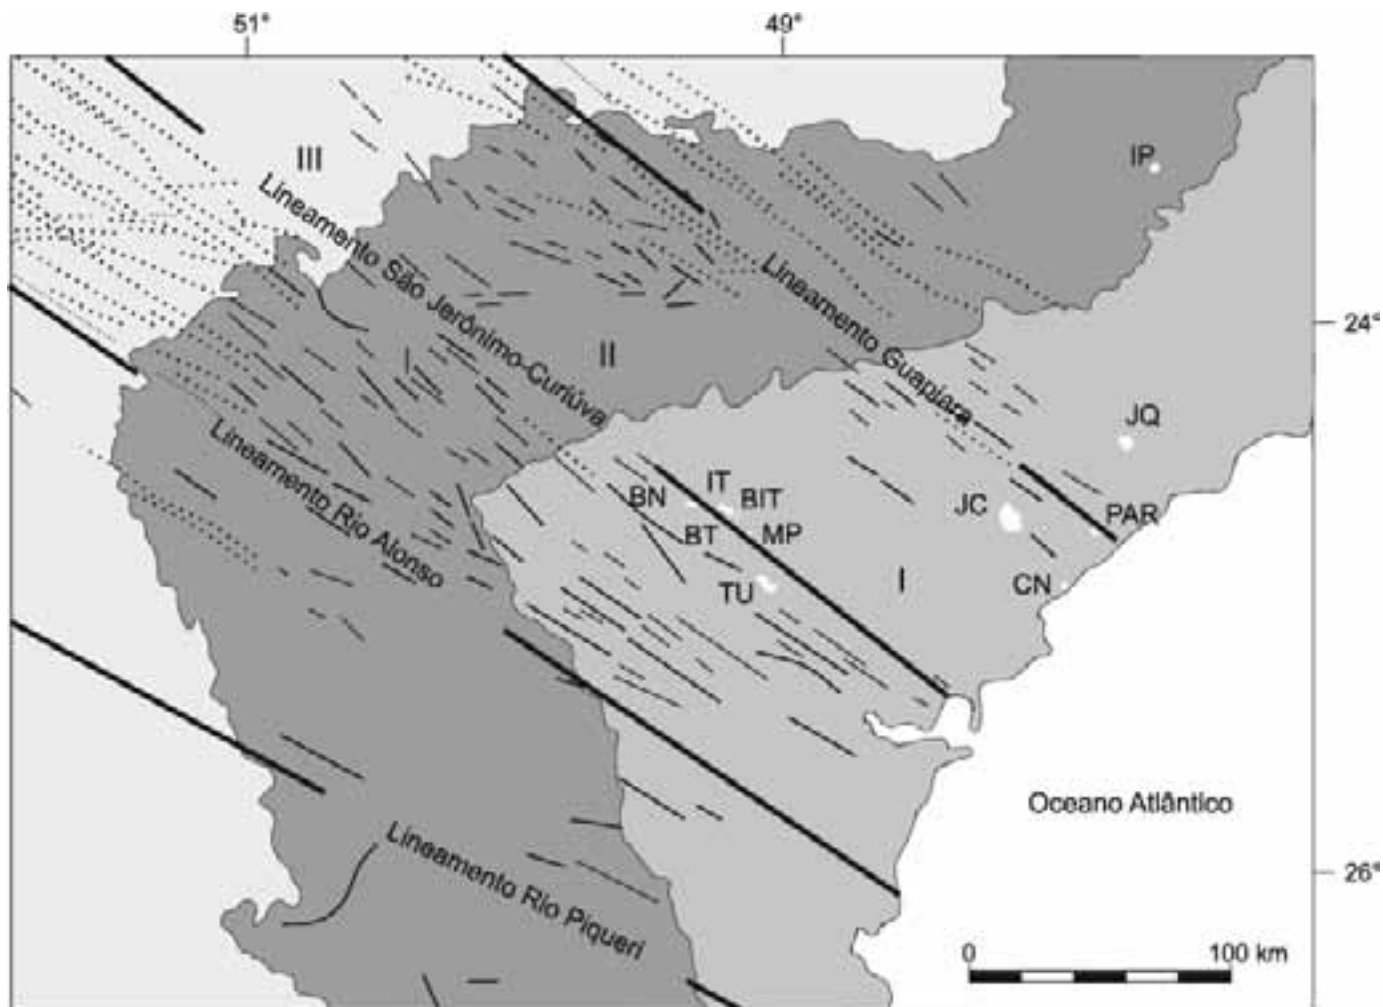 51°
49°
III
IP
Lineamento São Jerônimo-Curiúva
Lineamento Guapiara
24°
II
JQ
Lineamento Rio Alonso
IT
BN
BIT
JC
PAR
BT
MP
TU
I
CN
Oceano Atlântico
Lineamento Rio Piqueri
26°
0
100 km